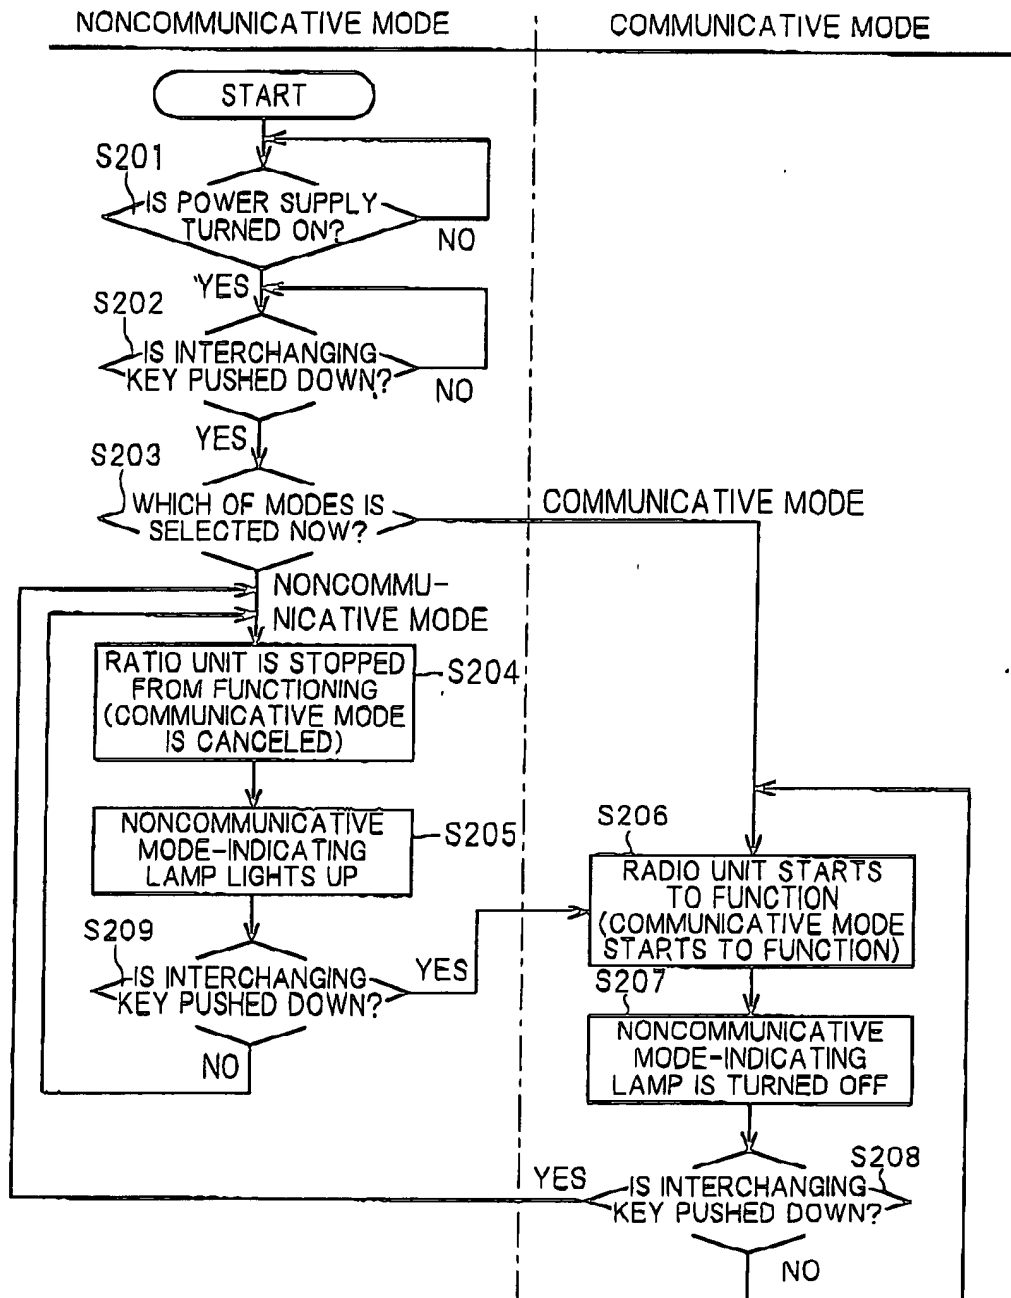 NONCOMMUNICATIVE MODE
COMMUNICATIVE MODE
START
S201
IS POWER SUPPLY
TURNED ON?
NO
YES
S202
IS INTERCHANGING
KEY PUSHED DOWN?
NO
YES
S203
WHICH OF MODES IS
SELECTED NOW?
COMMUNICATIVE MODE
NONCOMMU-
NICATIVE MODE
RATIO UNIT IS STOPPED
FROM FUNCTIONING
(COMMUNICATIVE MODE
IS CANCELED)
S204
NONCOMMUNICATIVE
MODE-INDICATING
LAMP LIGHTS UP
S205
S206
RADIO UNIT STARTS
TO FUNCTION
(COMMUNICATIVE MODE
STARTS TO FUNCTION)
S209
IS INTERCHANGING
KEY PUSHED DOWN?
YES
NO
S207
NONCOMMUNICATIVE
MODE-INDICATING
LAMP IS TURNED OFF
S208
IS INTERCHANGING
KEY PUSHED DOWN?
YES
NO